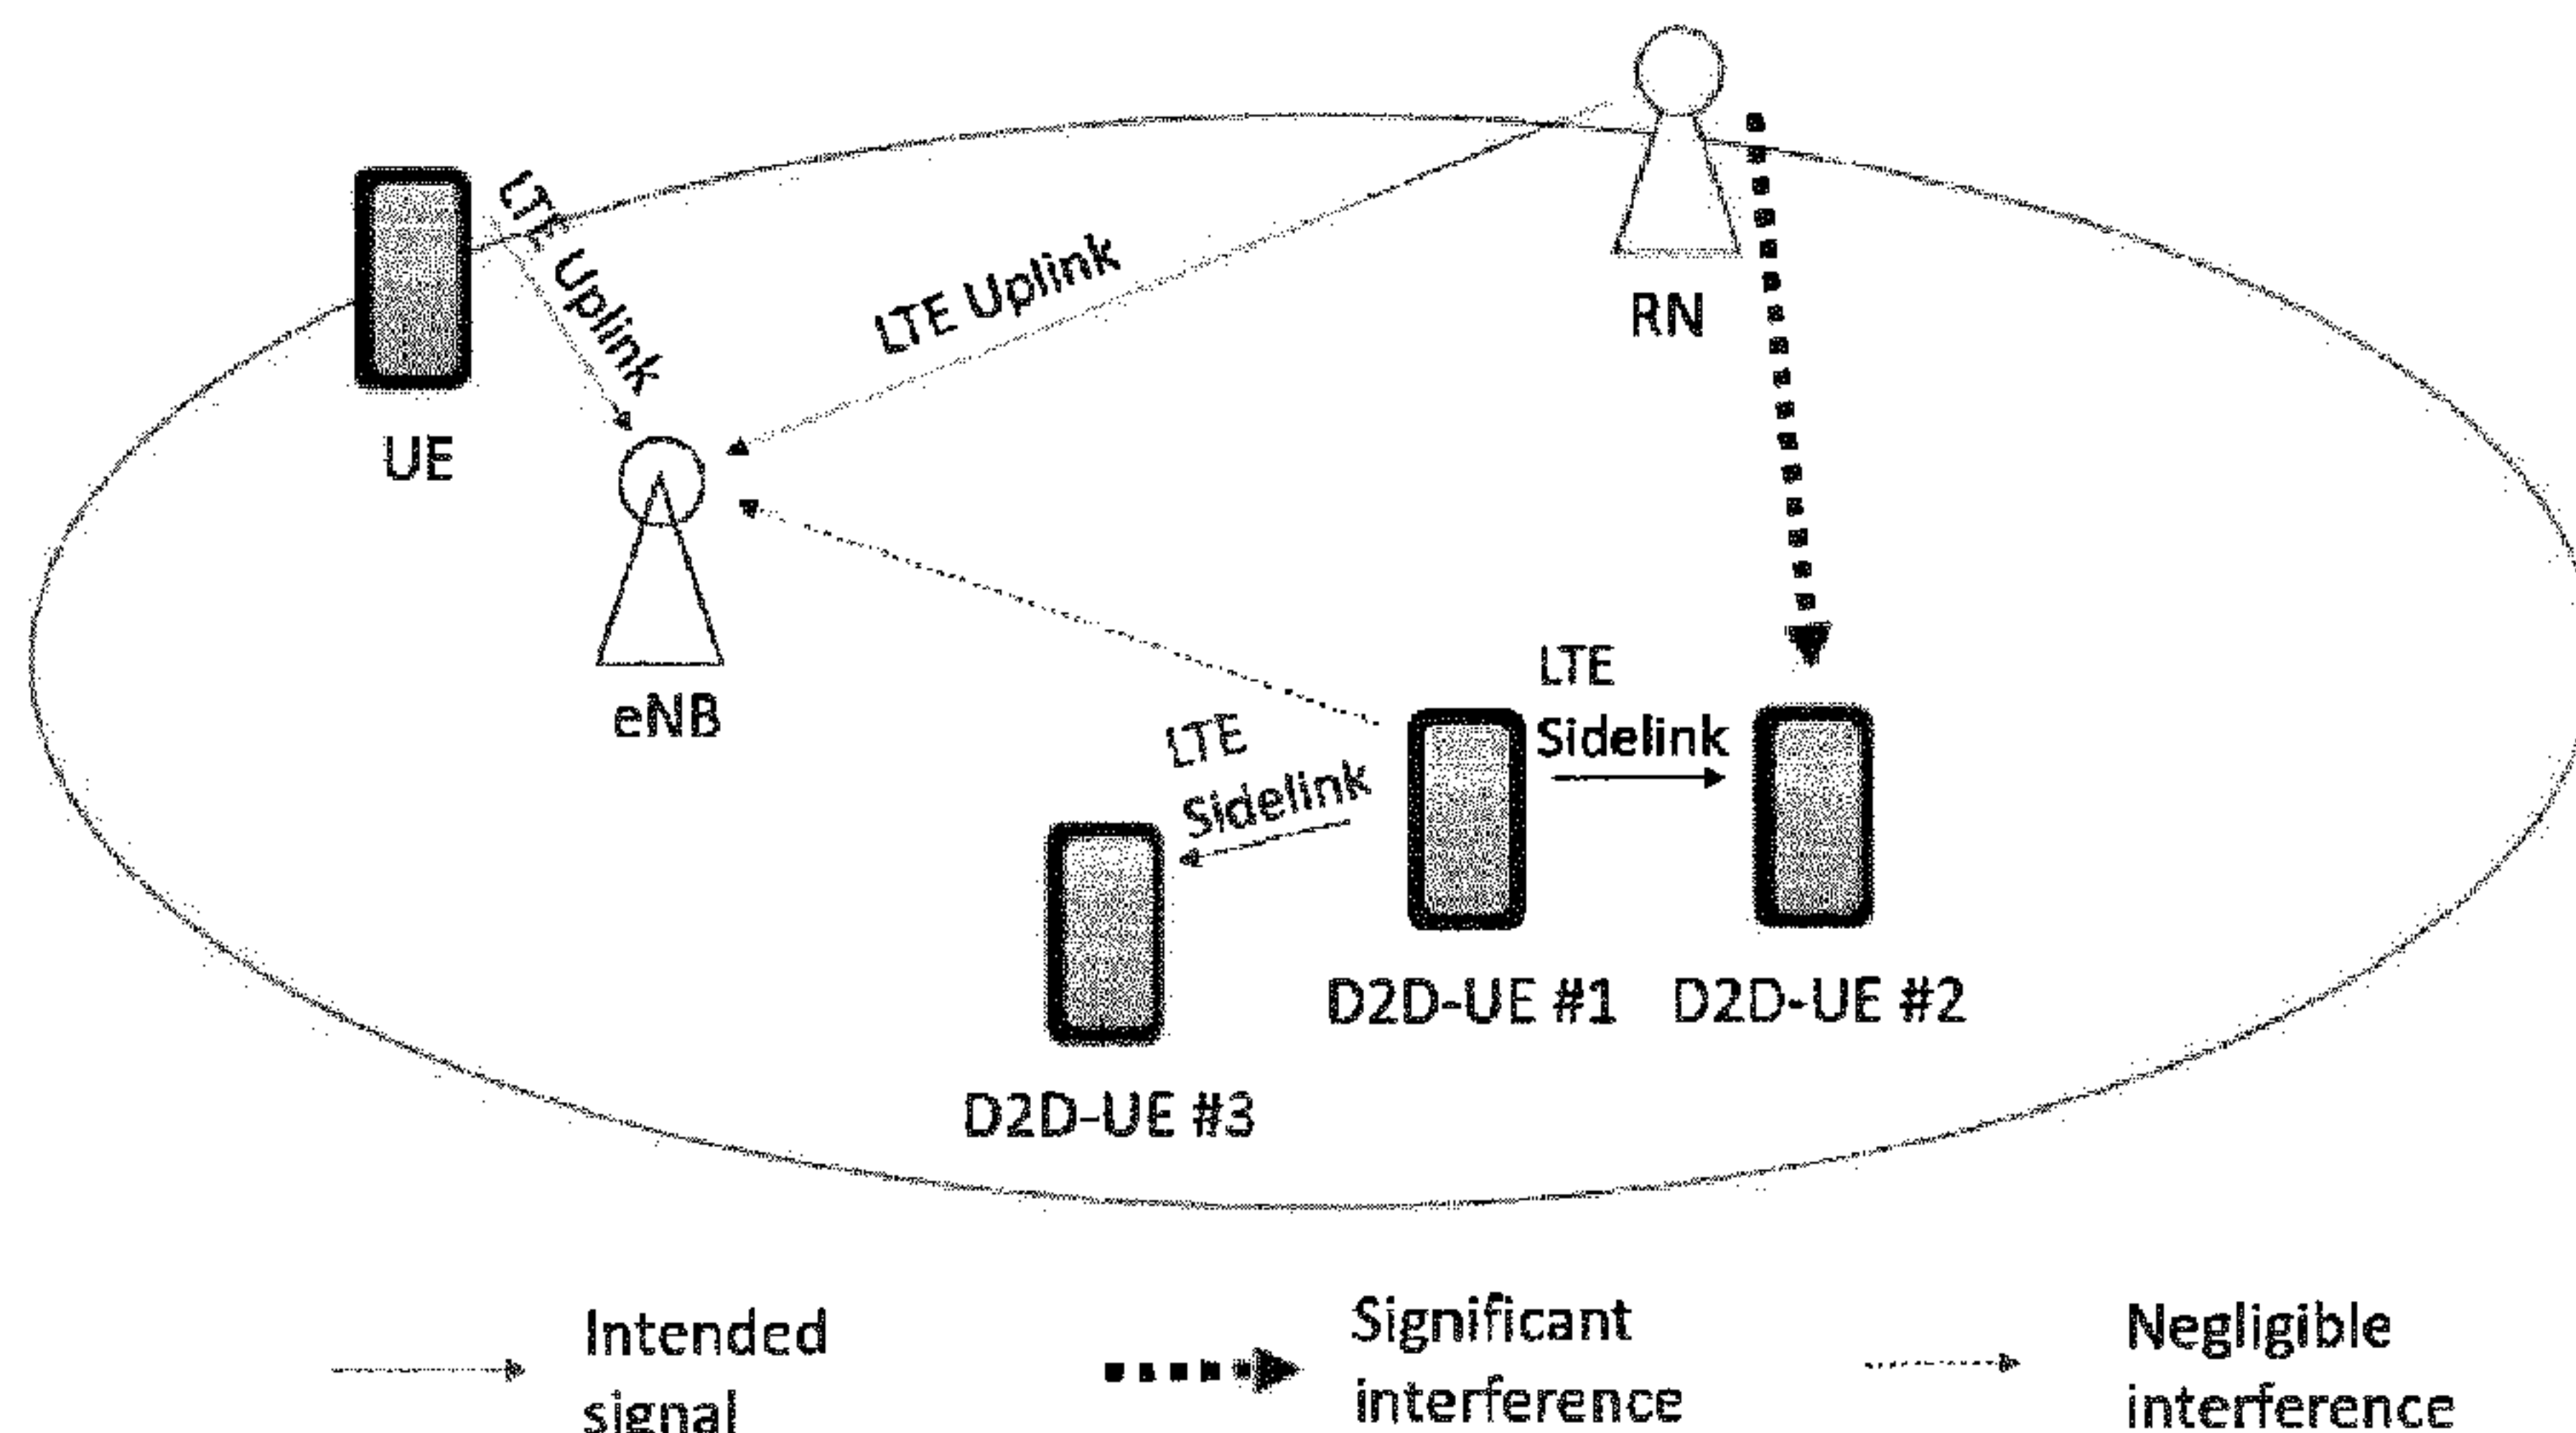 LTE Uplink
LTE Uplink
RN
UE
eNB
LTE
Sidelink
LTE
Sidelink
D2D-UE #1
D2D-UE #2
D2D-UE #3
Intended
signal
Significant
interference
Negligible
interference